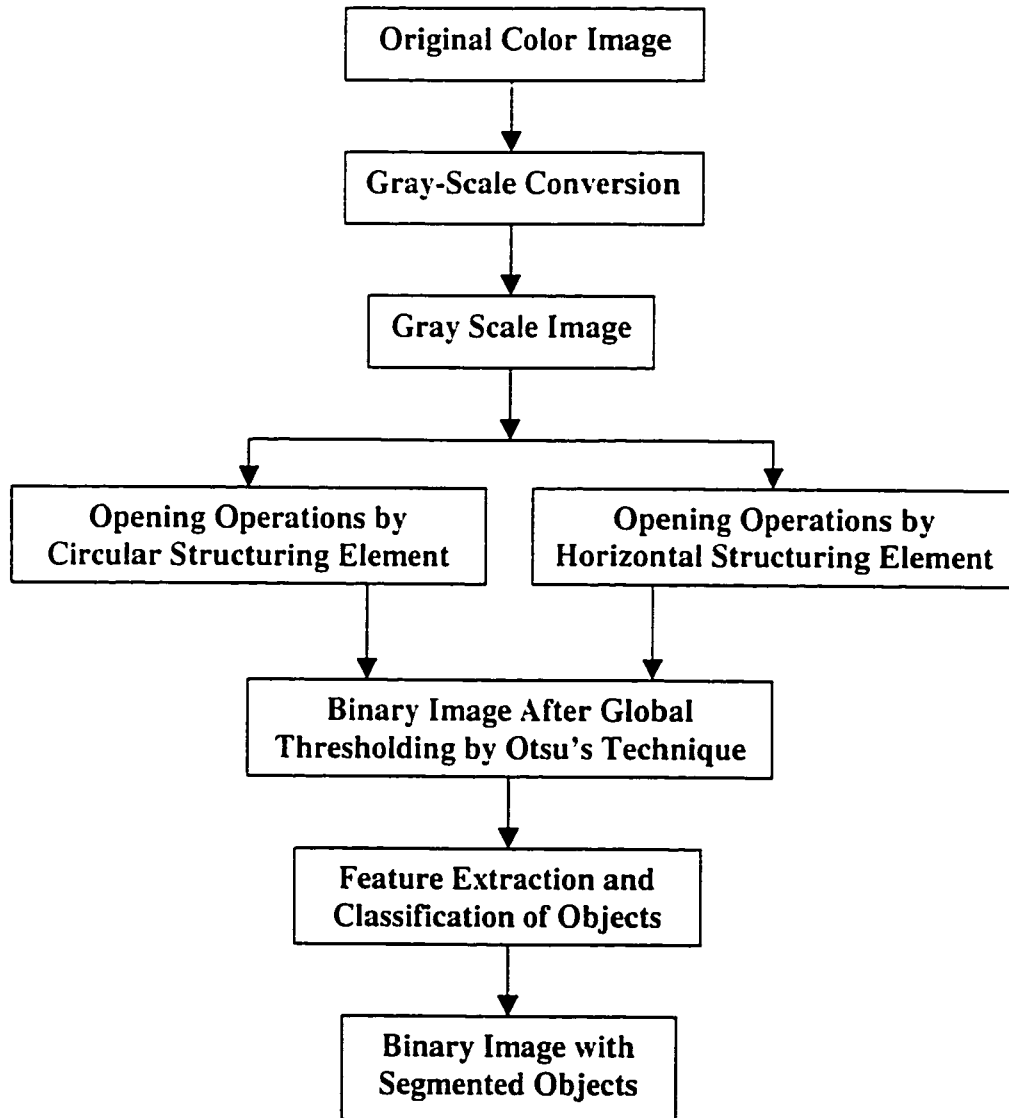 Original Color Image
Gray-Scale Conversion
Gray Scale Image
Opening Operations by
Circular Structuring Element
Opening Operations by
Horizontal Structuring Element
Binary Image After Global
Thresholding by Otsu's Technique
Feature Extraction and
Classification of Objects
Binary Image with
Segmented Objects